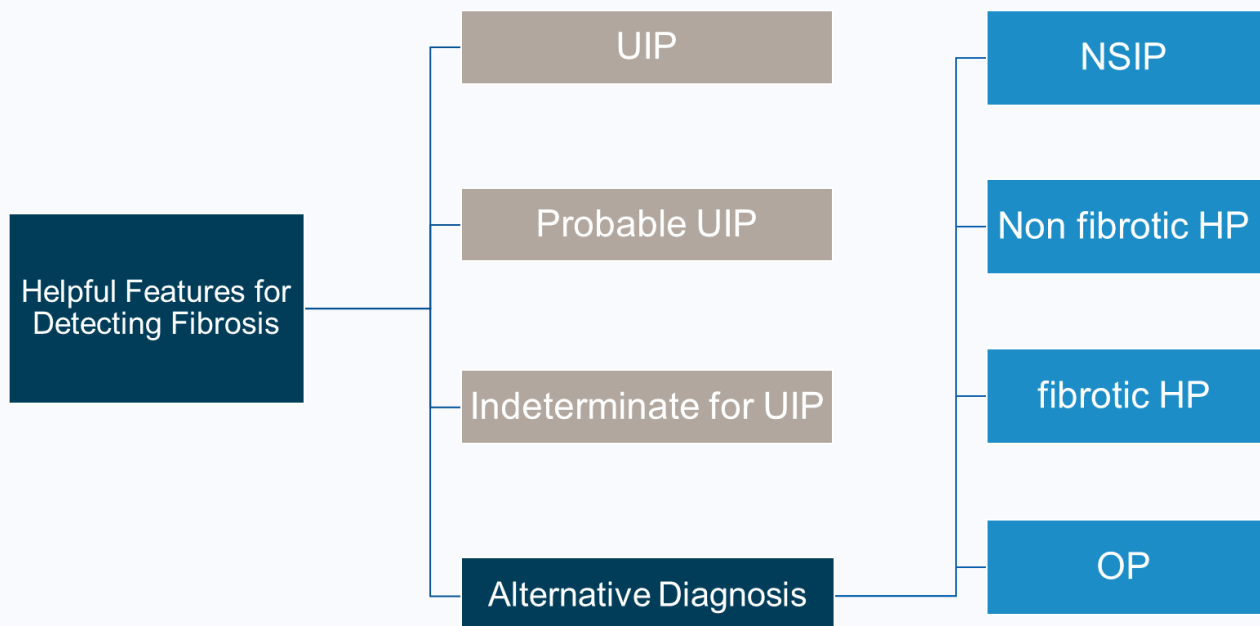 Helpful Features for
Detecting Fibrosis
UIP
Probable UIP
Indeterminate for UIP
Alternative Diagnosis
NSIP
Non fibrotic HP
fibrotic HP
OP